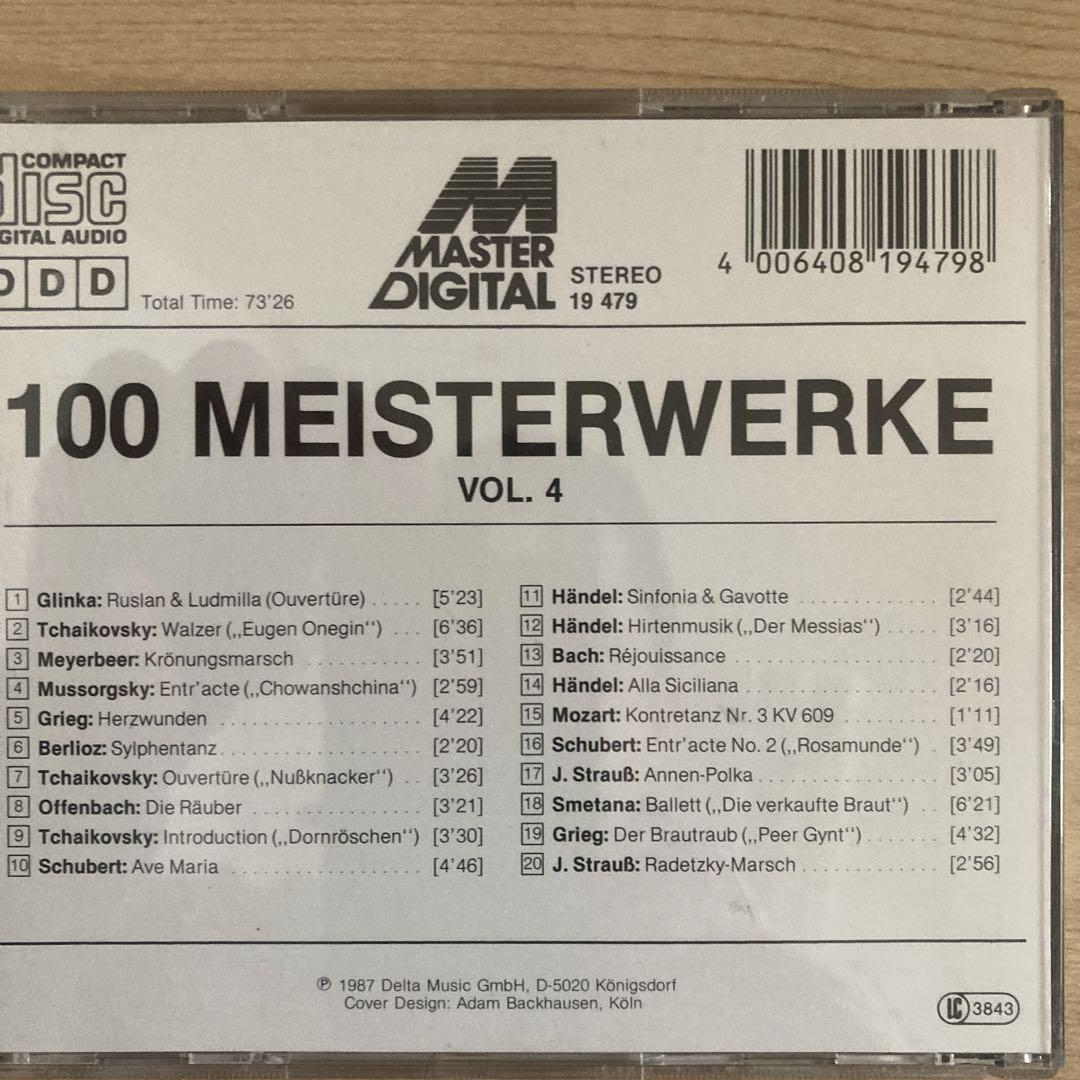 COMPACT
disc
DIGITAL AUDIO
D D D
Total Time: 73'26
MASTER
DIGITAL
STEREO
19 479
4 006408 194798
100 MEISTERWERKE
VOL. 4
1 Glinka: Ruslan & Ludmilla (Ouvertüre) ..... [5'23]
2 Tchaikovsky: Walzer (,,Eugen Onegin‘‘) ... [6'36]
3 Meyerbeer: Krönungsmarsch .......... [3'51]
4 Mussorgsky: Entr'acte (,,Chowanshchina‘‘) [2'59]
5 Grieg: Herzwunden ................. [4'22]
6 Berlioz: Sylphentanz ................. [2'20]
7 Tchaikovsky: Ouvertüre (,,Nußknacker‘‘) .. [3'26]
8 Offenbach: Die Räuber .............. [3'21]
9 Tchaikovsky: Introduction (,,Dornröschen‘‘) [3'30]
10 Schubert: Ave Maria ................ [4'46]
11 Händel: Sinfonia & Gavotte ............ [2'44]
12 Händel: Hirtenmusik (,,Der Messias‘‘) ..... [3'16]
13 Bach: Réjouissance ................. [2'20]
14 Händel: Alla Siciliana ................ [2'16]
15 Mozart: Kontretanz Nr. 3 KV 609 ........ [1'11]
16 Schubert: Entr'acte No. 2 (,,Rosamunde‘‘) . [3'49]
17 J. Strauß: Annen-Polka ............... [3'05]
18 Smetana: Ballett (,,Die verkaufte Braut‘‘) .. [6'21]
19 Grieg: Der Brautraub (,,Peer Gynt‘‘) ....... [4'32]
20 J. Strauß: Radetzky-Marsch ............ [2'56]
℗ 1987 Delta Music GmbH, D-5020 Königsdorf
Cover Design: Adam Backhausen, Köln
LC 3843